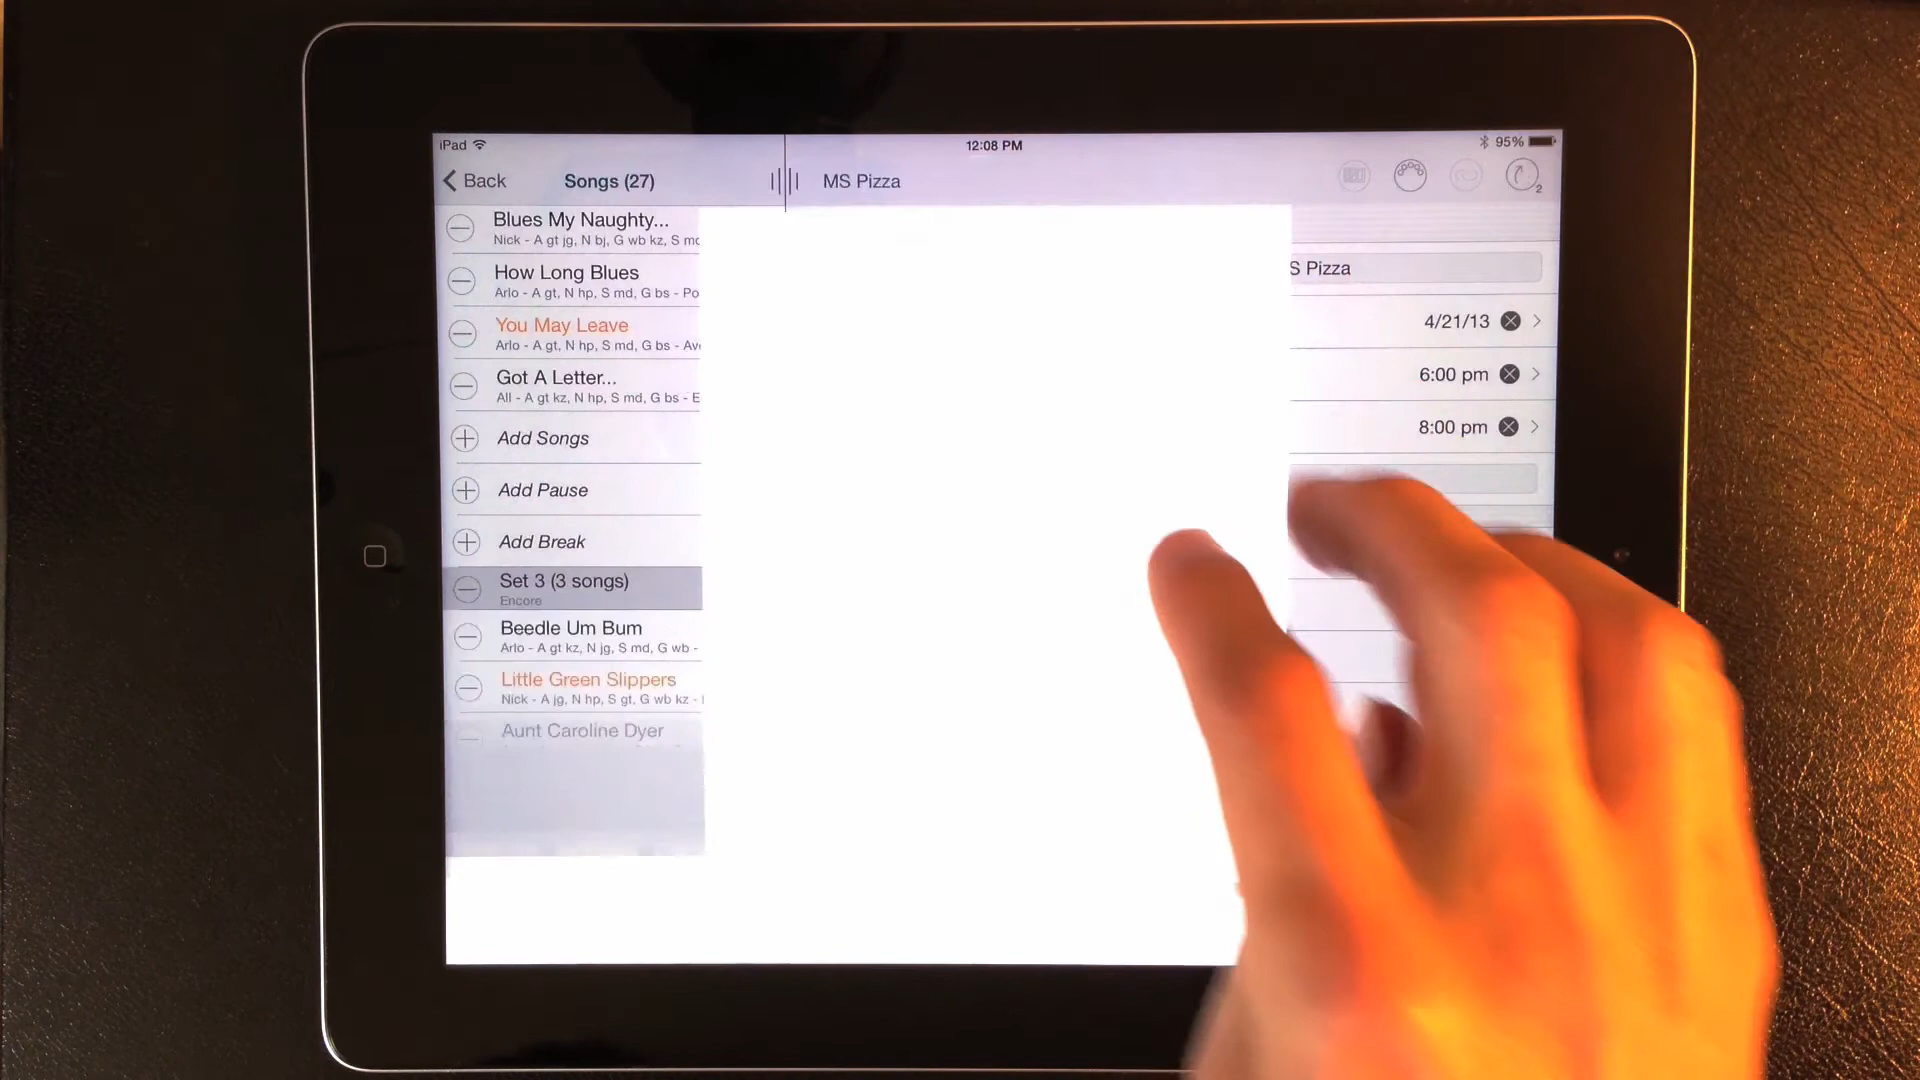 iPad
12:08 PM
95%
Back
Songs (27)
MS Pizza
2
Blues My Naughty...
Nick - A gt jg, N bj, G wb kz, S md
How Long Blues
Arlo - A gt, N hp, S md, G bs - Po
S Pizza
You May Leave
Arlo - A gt, N hp, S md, G bs - Av
4/21/13
Got A Letter...
All - A gt kz, N hp, S md, G bs - E
6:00 pm
8:00 pm
Add Songs
Add Pause
Add Break
Set 3 (3 songs)
Encore
Beedle Um Bum
Arlo - A gt kz, N jg, S md, G wb -
Little Green Slippers
Nick - A jg, N hp, S gt, G wb kz -
Aunt Caroline Dyer